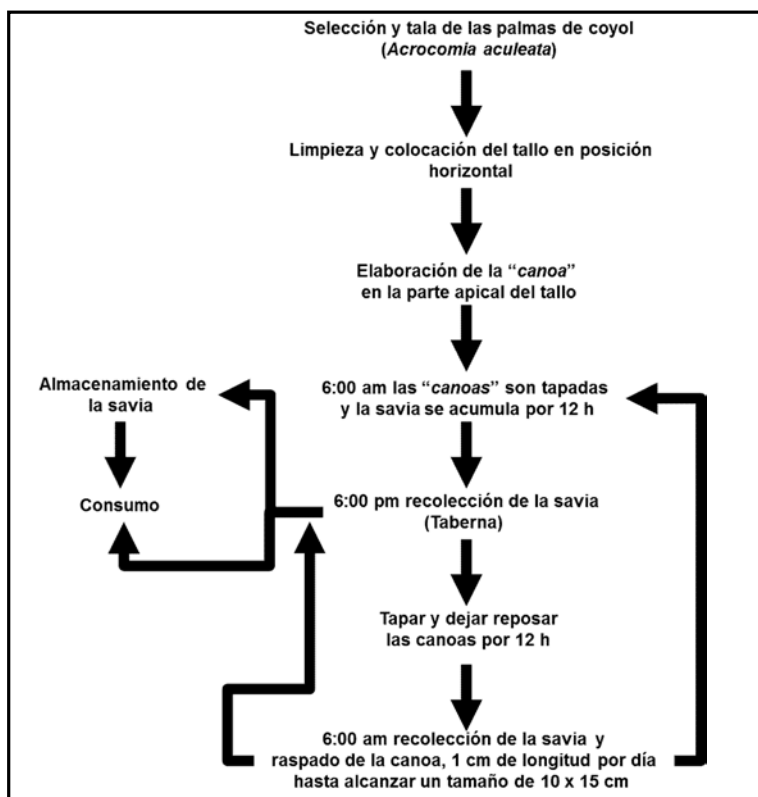 Selección y tala de las palmas de coyol
(Acrocomia aculeata)
Limpieza y colocación del tallo en posición
horizontal
Elaboración de la “canoa”
en la parte apical del tallo
6:00 am las “canoas” son tapadas
y la savia se acumula por 12 h
Almacenamiento de
la savia
Consumo
6:00 pm recolección de la savia
(Taberna)
Tapar y dejar reposar
las canoas por 12 h
6:00 am recolección de la savia y
raspado de la canoa, 1 cm de longitud por día
hasta alcanzar un tamaño de 10 x 15 cm